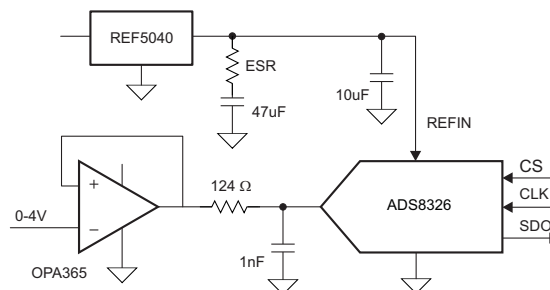 REF5040
ESR
47uF
10uF
REFIN
+
−
0-4V
OPA365
124 Ω
1nF
ADS8326
CS
CLK
SDO